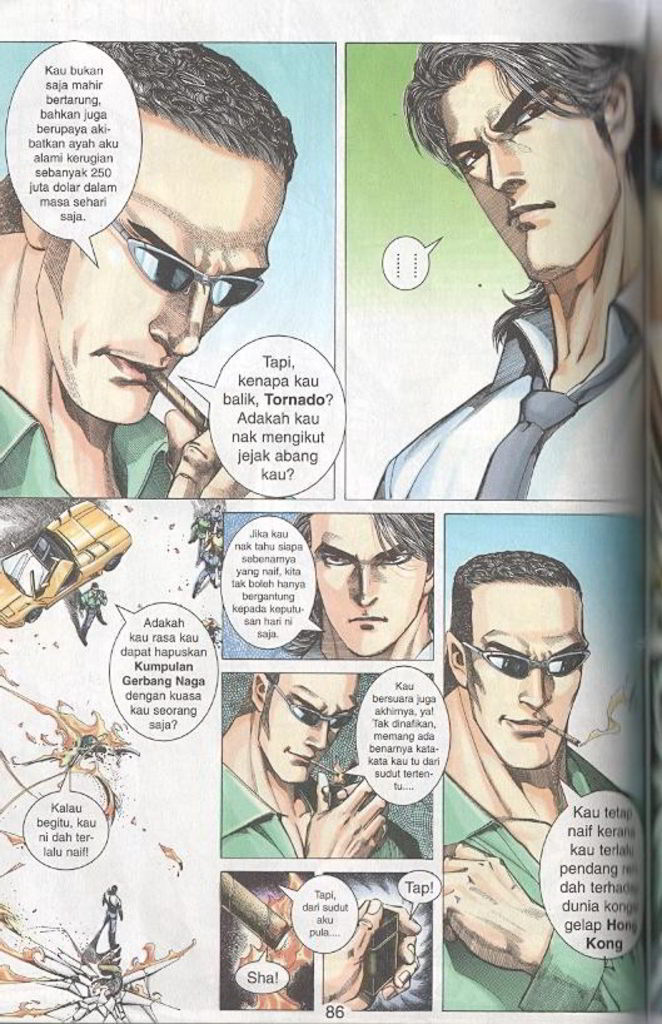 Kau bukan
saja mahir
bertarung,
bahkan juga
berupaya aki-
batkan ayah aku
alami kerugian
sebanyak 250
juta dolar dalam
masa sehari
saja.
Tapi,
kenapa kau
balik, Tornado?
Adakah kau
nak mengikut
jejak abang
kau?
Adakah
kau rasa kau
dapat hapuskan
Kumpulan
Gerbang Naga
dengan kuasa
kau seorang
saja?
Kalau
begitu, kau
ni dah ter-
lalu naif!
Jika kau
nak tahu siapa
sebenarnya
yang naif, kita
tak boleh hanya
bergantung
kepada keputu-
san hari ni
saja.
Kau
bersuara juga
akhirnya, ya!
Tak dinafikan,
memang ada
benarnya kata-
kata kau tu dari
sudut terten-
tu....
Tapi,
dari sudut
aku
pula....
Sha!
Tap!
Kau tetap
naif kerana
kau terlalu
pendang
dah terhada
dunia kong
gelap Hong
Kong
86